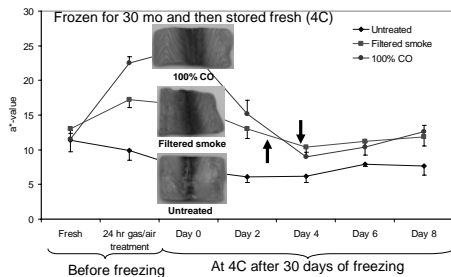 Frozen for 30 mo and then stored fresh (4C)
Untreated
Filtered smoke
100% CO
a*-value
35
30
25
20
15
10
5
0
100% CO
Filtered smoke
Untreated
Fresh
24 hr gas/air
treatment
Day 0
Day 2
Day 4
Day 6
Day 8
Before freezing
At 4C after 30 days of freezing